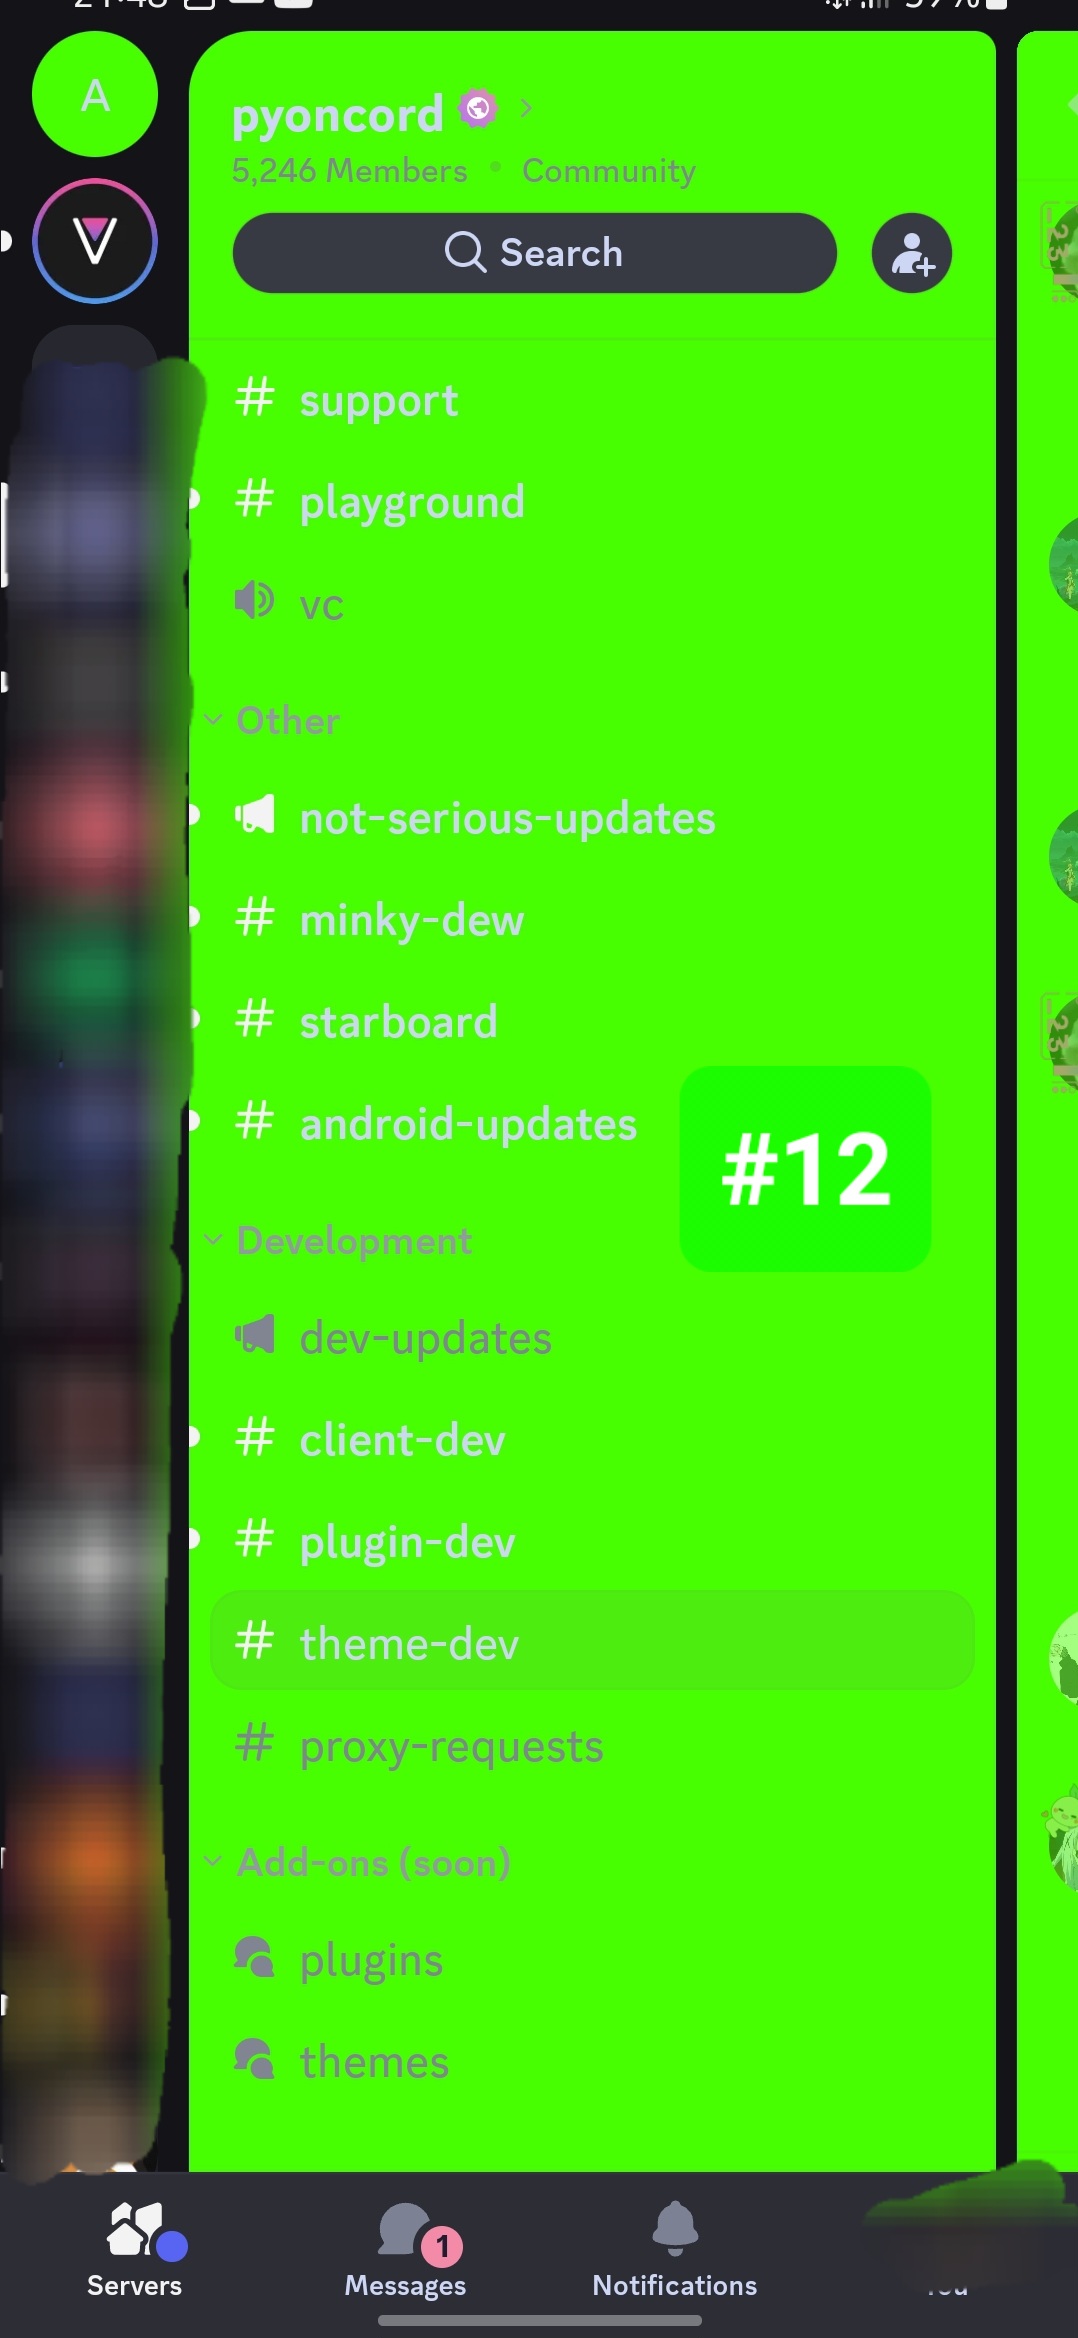 A
pyoncord
5,246 Members • Community
Search
# support
# playground
vc
Other
not-serious-updates
# minky-dew
# starboard
# android-updates
#12
Development
dev-updates
# client-dev
# plugin-dev
# theme-dev
# proxy-requests
Add-ons (soon)
plugins
themes
1
Servers
Messages
Notifications